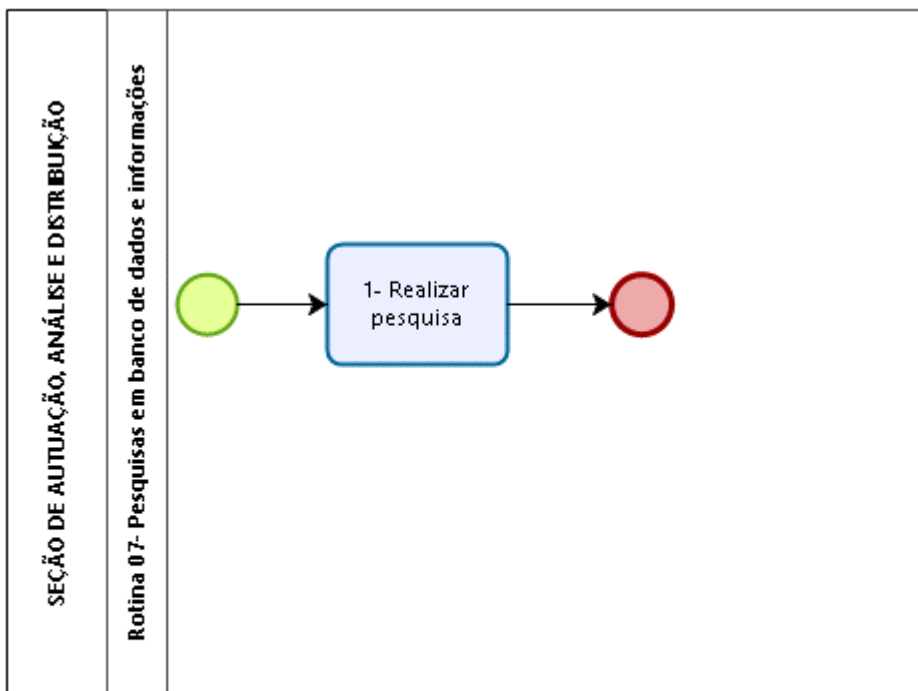 SEÇÃO DE AUTUAÇÃO, ANÁLISE E DISTRIBUIÇÃO
Rotina 07- Pesquisas em banco de dados e informações
1- Realizar
pesquisa